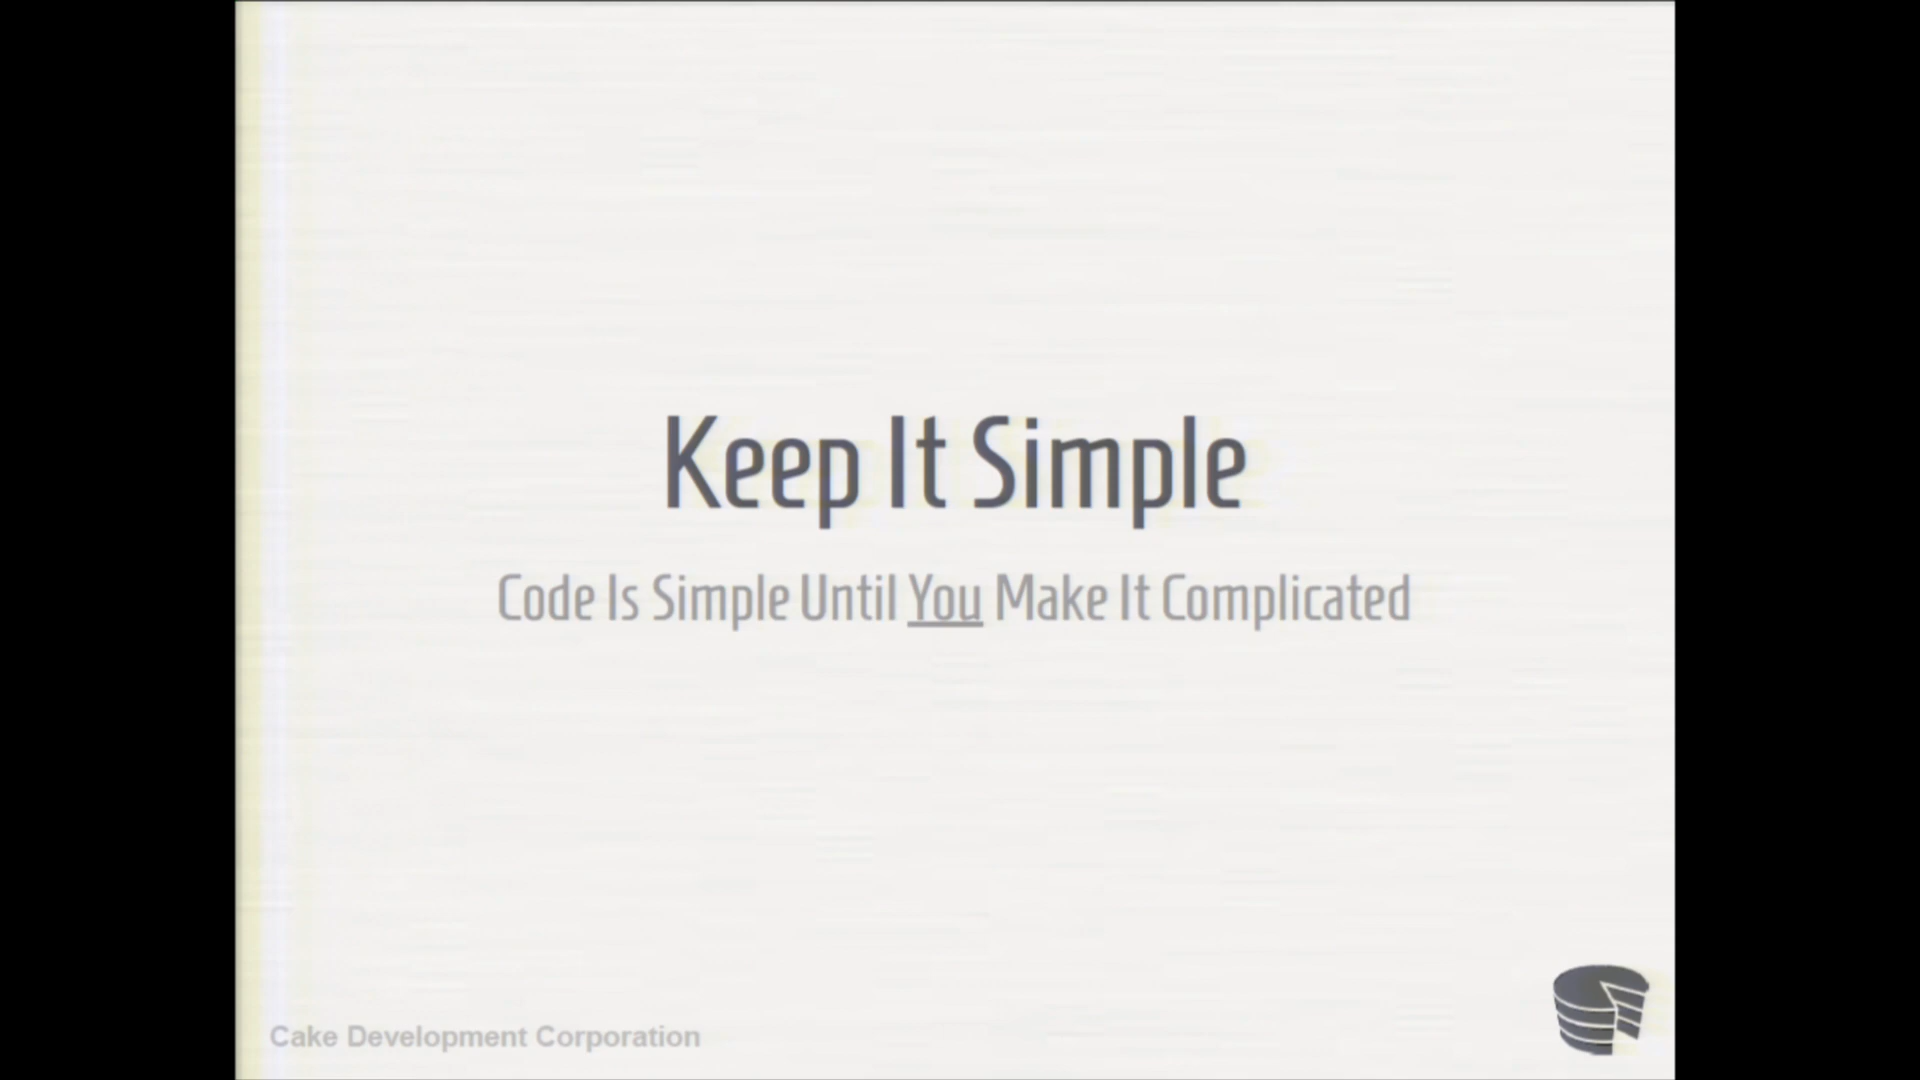 Keep It Simple
Code Is Simple Until You Make It Complicated
Cake Development Corporation